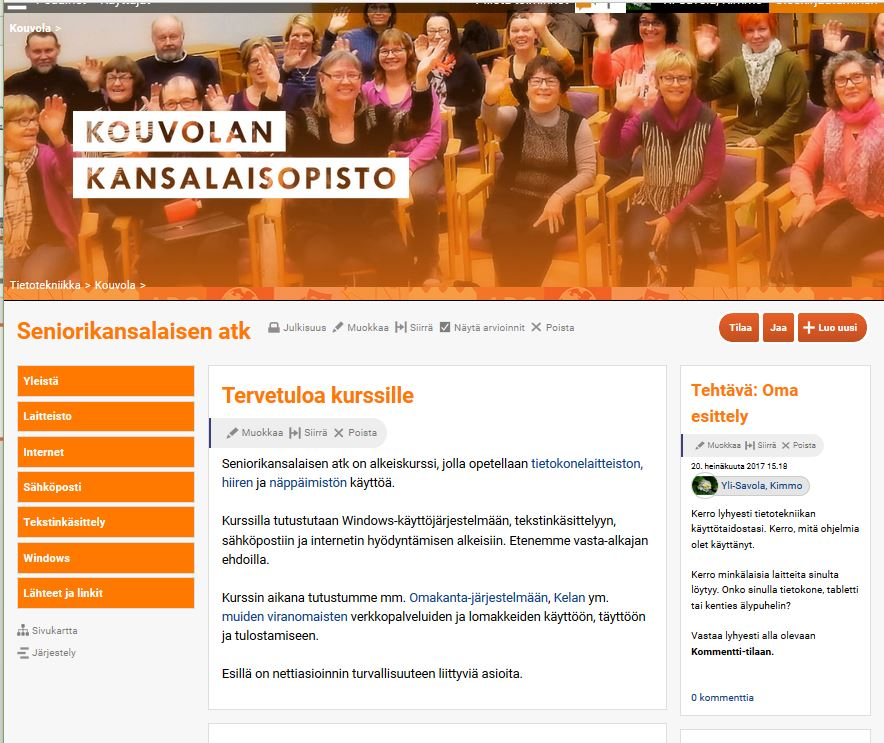 Kouvola >
KOUVOLAN
KANSALAISOPISTO
Tietotekniikka > Kouvola >
Seniorikansalaisen atk
Julkisuus Muokkaa Siirrä Näytä arvioinnit Poista
Tilaa Jaa Luo uusi
Yleistä
Laitteisto
Internet
Sähköposti
Tekstinkäsittely
Windows
Lähteet ja linkit
Sivukartta
Järjestely
Tervetuloa kurssille
Muokkaa Siirrä Poista
Seniorikansalaisen atk on alkeiskurssi, jolla opetellaan tietokonelaitteiston,
hiiren ja näppäimistön käyttöä.
Kurssilla tutustutaan Windows-käyttöjärjestelmään, tekstinkäsittelyyn,
sähköpostiin ja internetin hyödyntämisen alkeisiin. Etenemme vasta-alkajan
ehdoilla.
Kurssin aikana tutustumme mm. Omakanta-järjestelmään, Kelan ym.
muiden viranomaisten verkkopalveluiden ja lomakkeiden käyttöön, täyttöön
ja tulostamiseen.
Esillä on nettiasioinnin turvallisuuteen liittyviä asioita.
Tehtävä: Oma
esittely
Muokkaa Siirrä Poista
20. heinäkuuta 2017 15.18
Yli-Savola, Kimmo
Kerro lyhyesti tietotekniikan
käyttötaidostasi. Kerro, mitä ohjelmia
olet käyttänyt.
Kerro minkälaisia laitteita sinulta
löytyy. Onko sinulla tietokone, tabletti
tai kenties älypuhelin?
Vastaa lyhyesti alla olevaan
Kommentti-tilaan.
0 kommenttia